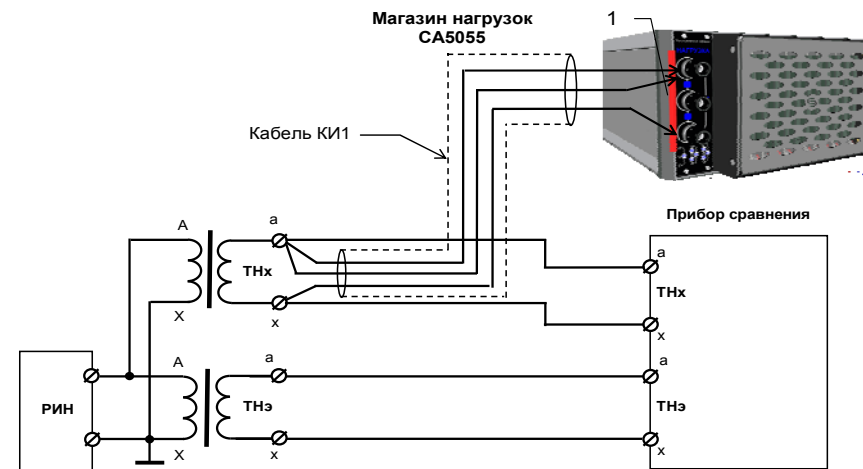 Магазин нагрузок
СА5055
1
Кабель КИ1
Прибор сравнения
А
а
ТНх
Х
х
а
ТНх
х
РИН
А
а
ТНэ
Х
х
а
ТНэ
х